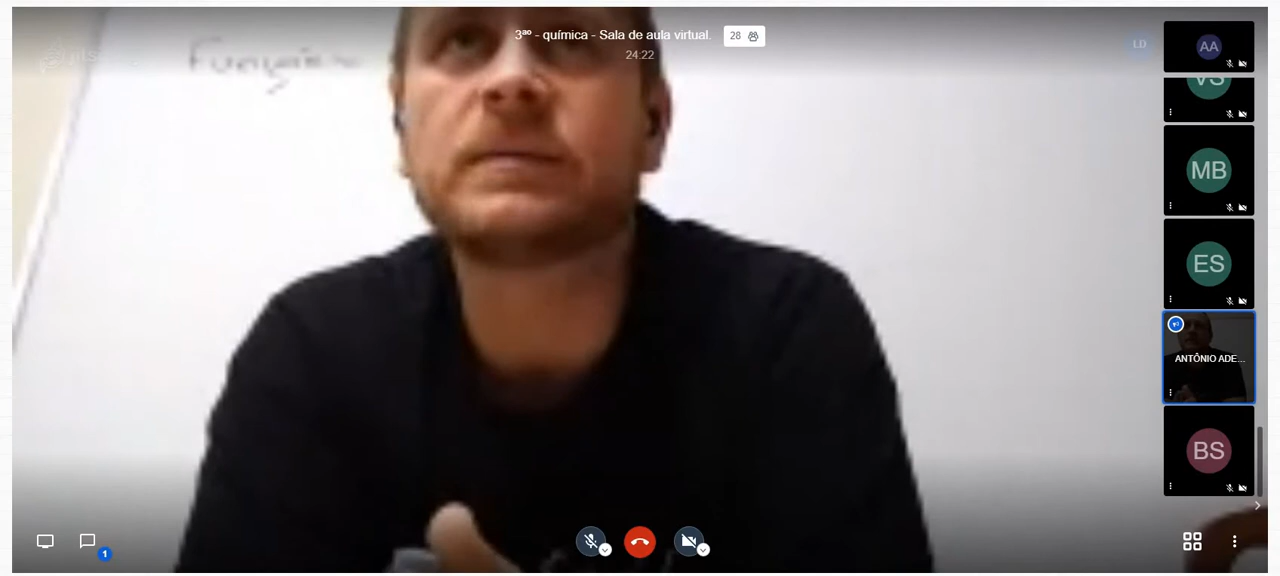 3ªº - química - Sala de aula virtual.
28
24:22
LD
AA
VS
MB
ES
ANTÔNIO ADE...
BS
1